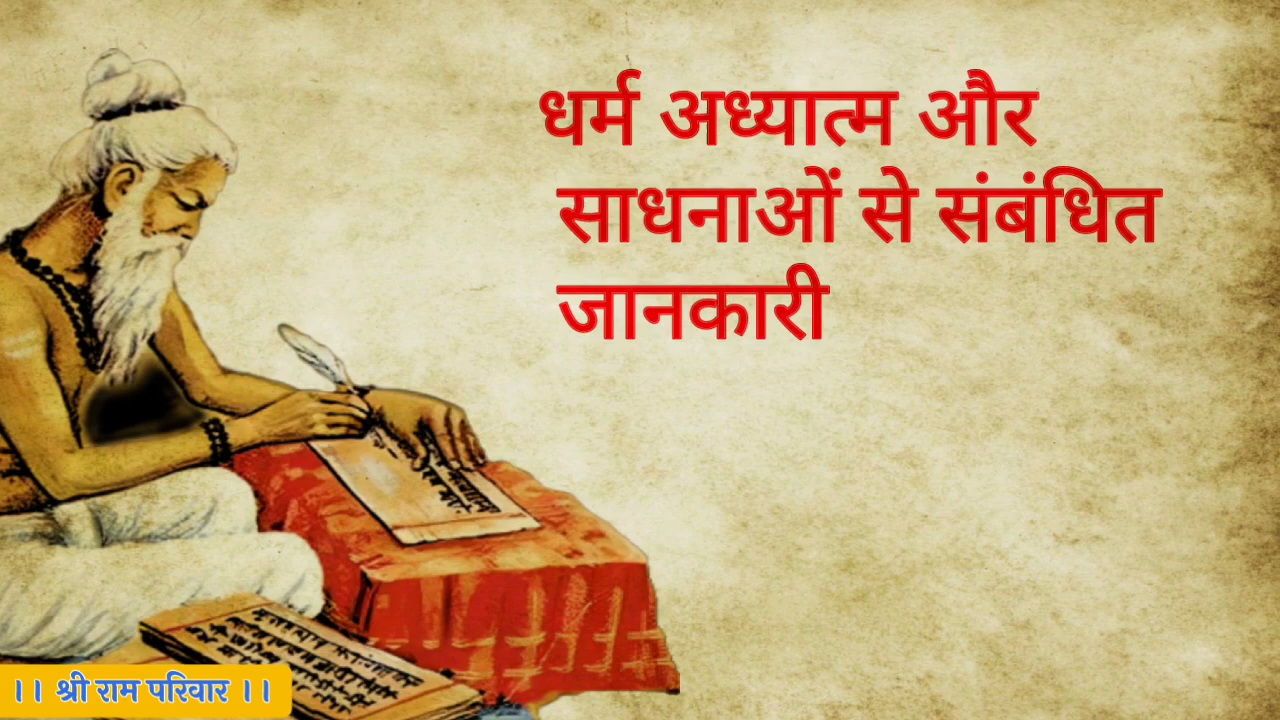 धर्म अध्यात्म और
साधनाओं से संबंधित
जानकारी
।। श्री राम परिवार ।।